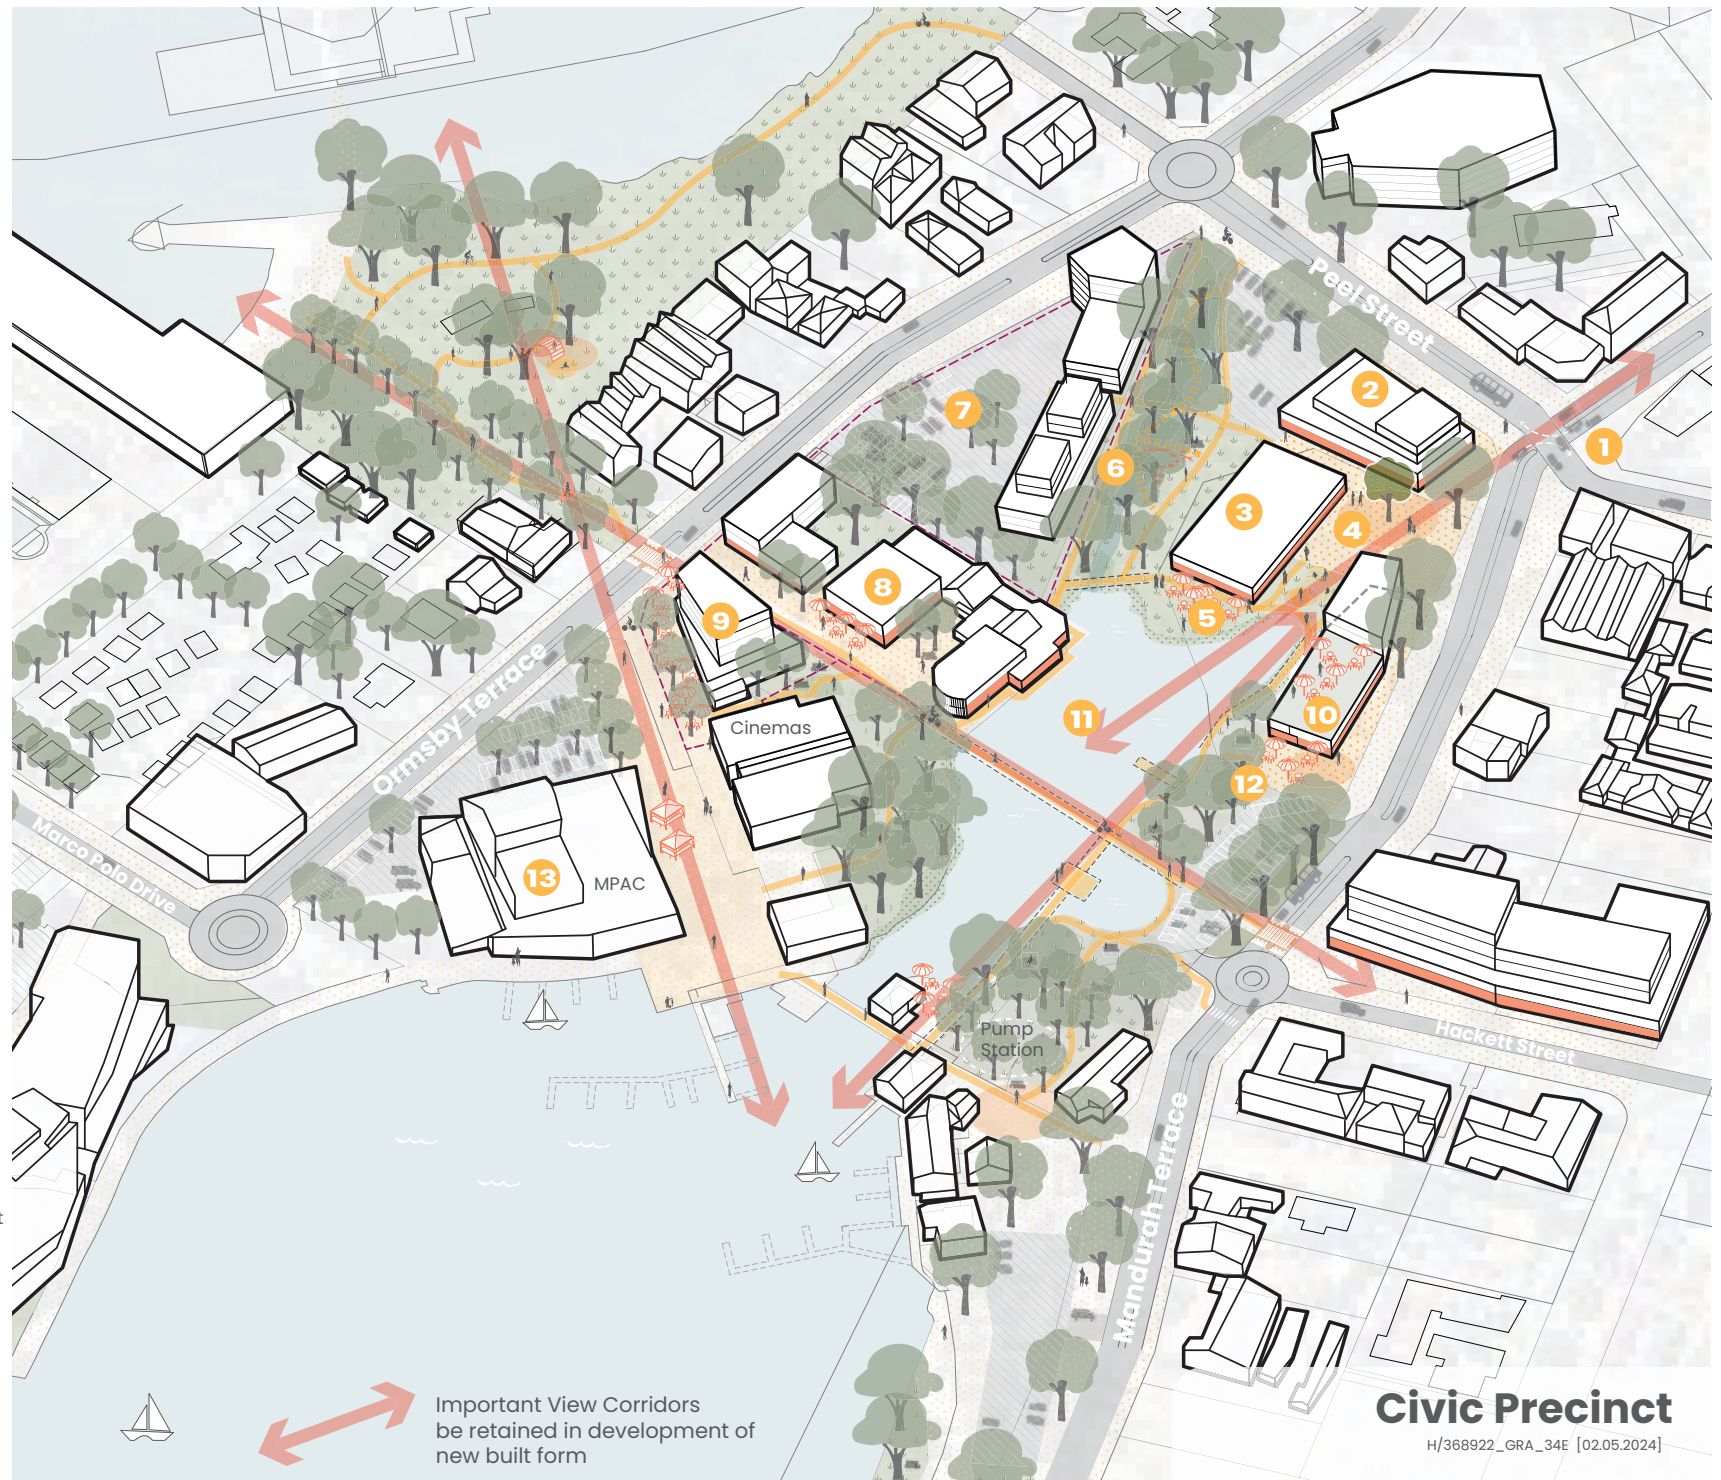 Peel Street
2
1
7
6
3
4
8
5
9
Ormsby Terrace
Cinemas
11
10
12
Marco Polo Drive
13
MPAC
Pump
Station
Hackett Street
Mandurah Terrace
t
Important View Corridors
be retained in development of
new built form
Civic Precinct
H/368922_GRA_34E [02.05.2024]